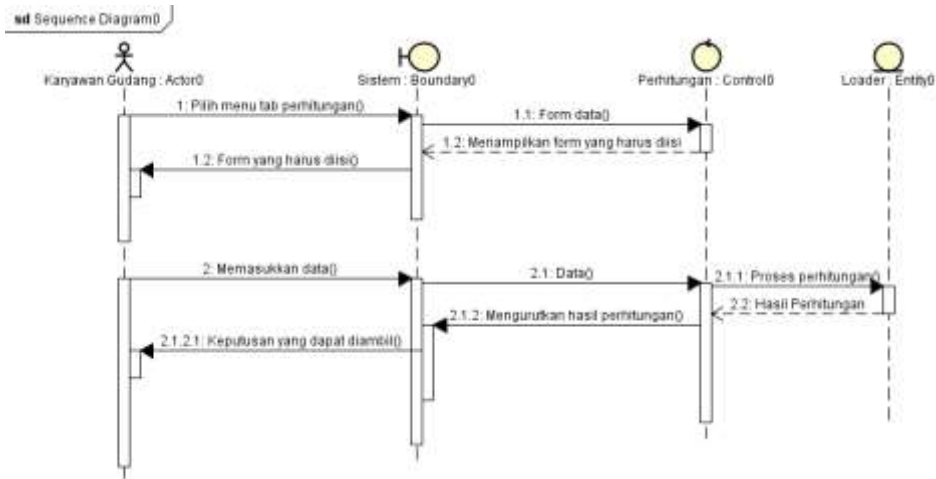 sd Sequence Diagram0
Karyawan Gudang : Actor0
Sistem : Boundary0
Perhitungan : Control0
Loader : Entity0
1: Pilih menu tab perhitungan()
1.1: Form data()
1.2: Menampilkan form yang harus diisi
1.2: Form yang harus diisi()
2: Memasukkan data()
2.1: Data()
2.1.1: Proses perhitungan()
2.2: Hasil Perhitungan
2.1.2: Mengurutkan hasil perhitungan()
2.1.2.1: Keputusan yang dapat diambil()